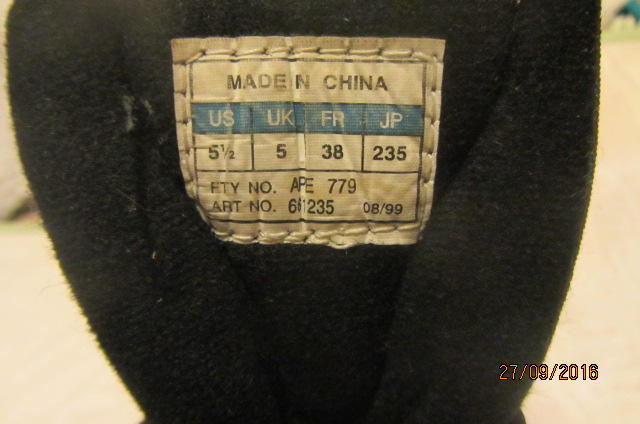 MADE IN CHINA
US UK FR JP
5½ 5 38 235
FTY NO. APE 779
ART NO. 661235 08/99
27/09/2016